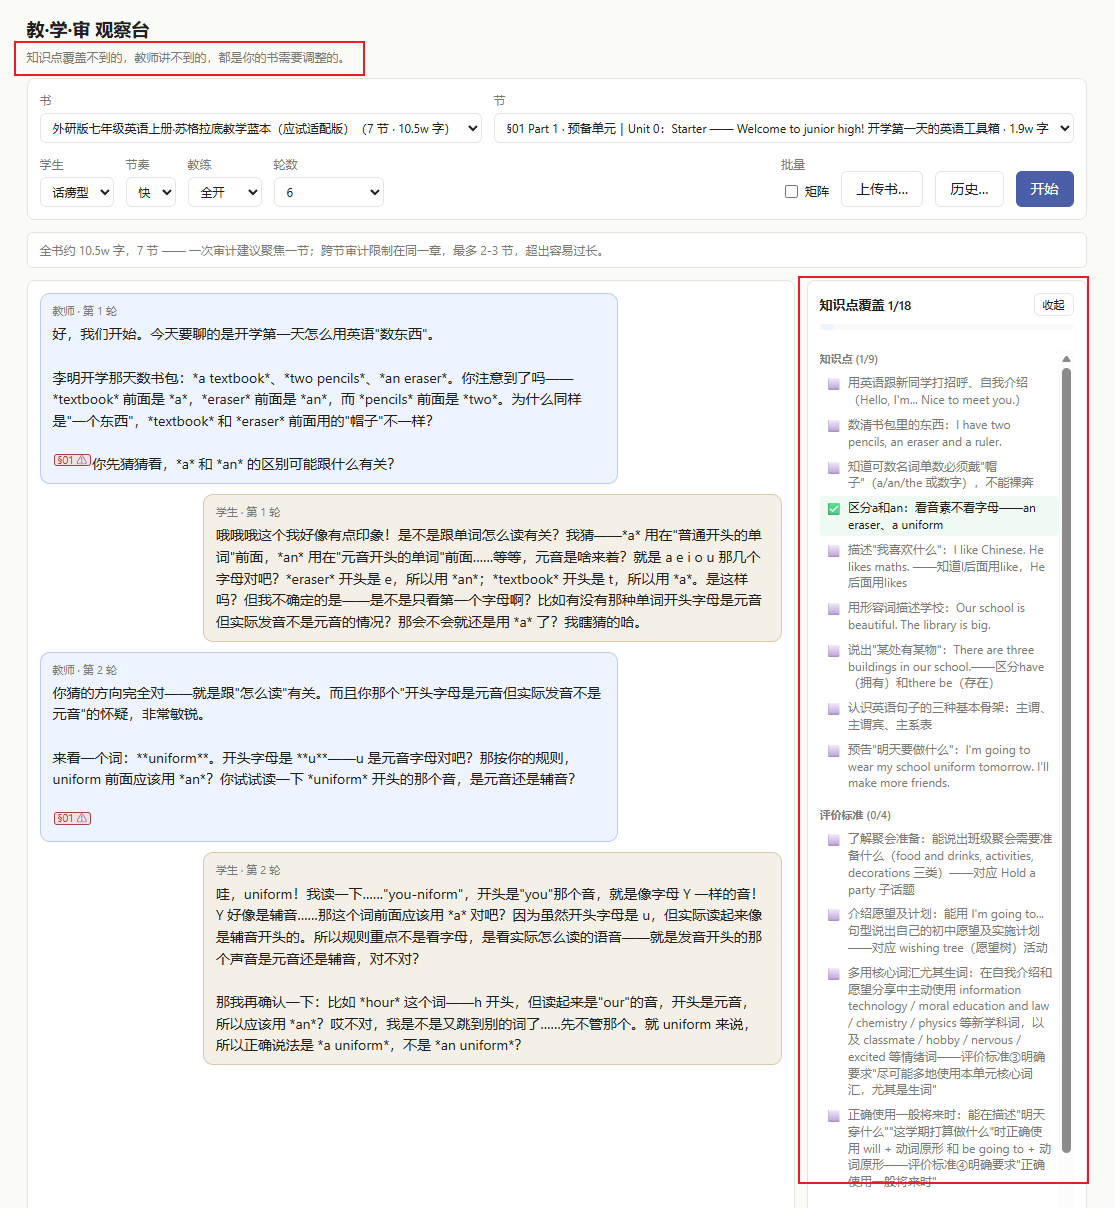 教·学·审 观察台
知识点覆盖不到的，教师讲不到的，都是你的书需要调整的。
书
节
外研版七年级英语上册·苏格拉底教学蓝本（应试适配版）（7 节 · 10.5w 字）
§01 Part 1 · 预备单元 | Unit 0：Starter —— Welcome to junior high! 开学第一天的英语工具箱 · 1.9w 字
学生
节奏
教练
轮数
批量
话痨型
快
全开
6
矩阵
上传书...
历史...
开始
全书约 10.5w 字，7 节 —— 一次审计建议聚焦一节；跨节审计限制在同一章，最多 2-3 节，超出容易过长。
教师 · 第 1 轮
好，我们开始。今天要聊的是开学第一天怎么用英语"数东西"。
李明开学那天数书包：*a textbook*、*two pencils*、*an eraser*。你注意到了吗——
*textbook* 前面是 *a*，*eraser* 前面是 *an*，而 *pencils* 前面是 *two*。为什么同样
是"一个东西"，*textbook* 和 *eraser* 前面用的"帽子"不一样？
§01 ⚠ 你先猜猜看，*a* 和 *an* 的区别可能跟什么有关？
学生 · 第 1 轮
哦哦哦这个我好像有点印象！是不是跟单词怎么读有关？我猜——*a* 用在"普通开头的单
词"前面，*an* 用在"元音开头的单词"前面……等等，元音是啥来着？就是 a e i o u 那几个
字母对吧？*eraser* 开头是 e，所以用 *an*；*textbook* 开头是 t，所以用 *a*。是这样
吗？但我不确定的是——是不是只看第一个字母啊？比如有没有那种单词开头字母是元音
但实际发音不是元音的情况？那会不会就还是用 *a* 了？我瞎猜的哈。
教师 · 第 2 轮
你猜的方向完全对——就是跟"怎么读"有关。而且你那个"开头字母是元音但实际发音不是
元音"的怀疑，非常敏锐。
来看一个词：**uniform**。开头字母是 **u**——u 是元音字母对吧？那按你的规则，
uniform 前面应该用 *an*？你试试读一下 *uniform* 开头的那个音，是元音还是辅音？
§01 ⚠
学生 · 第 2 轮
哇，uniform！我读一下……"you-niform"，开头是"you"那个音，就是像字母 Y 一样的音！
Y 好像是辅音……那这个词前面应该用 *a* 对吧？因为虽然开头字母是 u，但实际读起来像
是辅音开头的。所以规则重点不是看字母，是看实际怎么读的语音——就是发音开头的那
个声音是元音还是辅音，对不对？
那我再确认一下：比如 *hour* 这个词——h 开头，但读起来是"our"的音，开头是元音，
所以应该用 *an*？哎不对，我是不是又跳到别的词了……先不管那个。就 uniform 来说，
所以正确说法是 *a uniform*，不是 *an uniform*？
知识点覆盖 1/18
收起
知识点 (1/9)
用英语跟新同学打招呼、自我介绍
（Hello, I'm... Nice to meet you.）
数清书包里的东西：I have two
pencils, an eraser and a ruler.
知道可数名词单数必须戴"帽
子"（a/an/the 或数字），不能裸奔
区分a和an：看音素不看字母——an
eraser、a uniform
描述"我喜欢什么"：I like Chinese. He
likes maths. ——知道I后面用like，He
后面用likes
用形容词描述学校：Our school is
beautiful. The library is big.
说出"某处有某物"：There are three
buildings in our school.——区分have
（拥有）和there be（存在）
认识英语句子的三种基本骨架：主谓、
主谓宾、主系表
预告"明天要做什么"：I'm going to
wear my school uniform tomorrow. I'll
make more friends.
评价标准 (0/4)
了解聚会准备：能说出班级聚会需要准
备什么（food and drinks, activities,
decorations 三类）——对应 Hold a
party 子话题
介绍愿望及计划：能用 I'm going to...
句型说出自己的初中愿望及实施计划
——对应 wishing tree（愿望树）活动
多用核心词汇尤其生词：在自我介绍和
愿望分享中主动使用 information
technology / moral education and law
/ chemistry / physics 等新学科词，以
及 classmate / hobby / nervous /
excited 等情绪词——评价标准③明确
要求"尽可能多地使用本单元核心词
汇，尤其是生词"
正确使用一般将来时：能在描述"明天
穿什么""这学期打算做什么"时正确使
用 will + 动词原形 和 be going to + 动
词原形——评价标准④明确要求"正确
使用一般将来时"